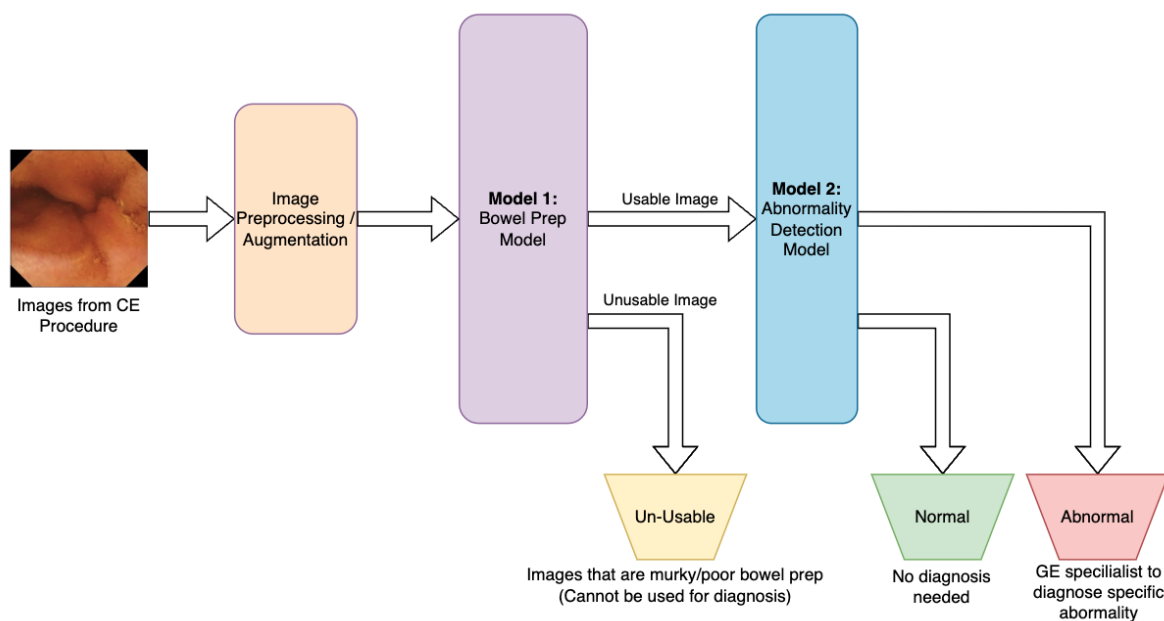 Images from CE
Procedure
Image
Preprocessing /
Augmentation
Model 1:
Bowel Prep
Model
Usable Image
Unusable Image
Model 2:
Abnormality
Detection
Model
Un-Usable
Images that are murky/poor bowel prep
(Cannot be used for diagnosis)
Normal
No diagnosis
needed
Abnormal
GE specilialist to
diagnose specific
abormality